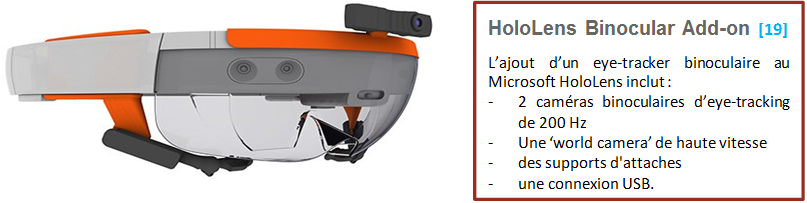 HoloLens Binocular Add-on [19]
L’ajout d’un eye-tracker binoculaire au
Microsoft HoloLens inclut :
- 2 caméras binoculaires d’eye-tracking
de 200 Hz
- Une ‘world camera’ de haute vitesse
- des supports d'attaches
- une connexion USB.